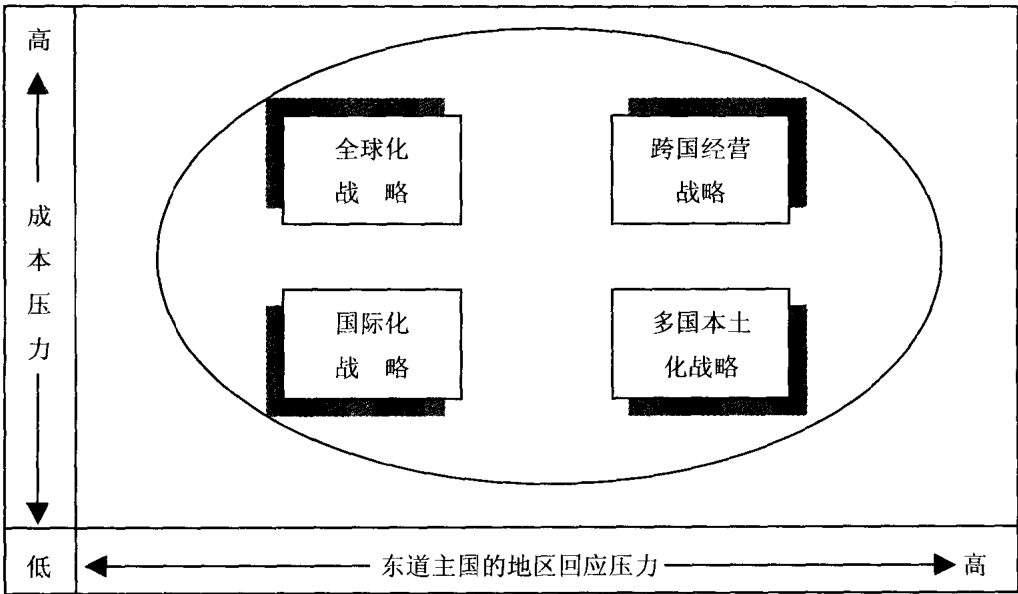 高
成
本
压
力
低
全球化
战 略
跨国经营
战略
国际化
战 略
多国本土
化战略
东道主国的地区回应压力
高